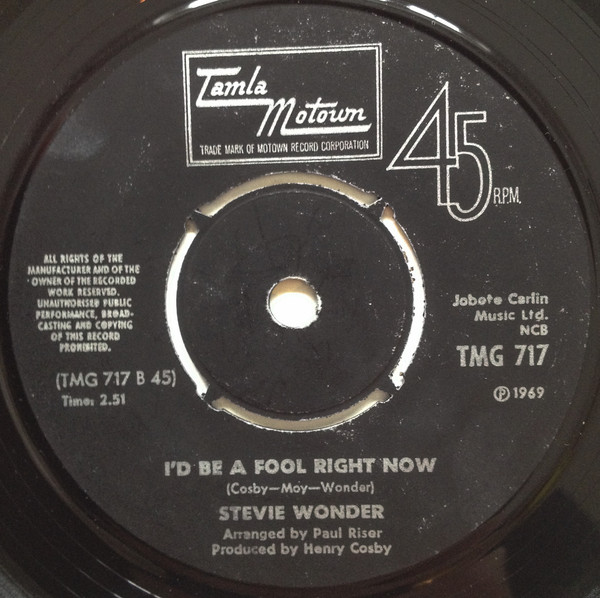 Tamla
Motown
TRADE MARK OF MOTOWN RECORD CORPORATION
45
R.P.M.
ALL RIGHTS OF THE
MANUFACTURER AND OF THE
OWNER OF THE RECORDED
WORK RESERVED.
UNAUTHORISED PUBLIC
PERFORMANCE, BROAD-
CASTING AND COPYING
OF THIS RECORD
PROHIBITED.
(TMG 717 B 45)
Time: 2.51
Jobete Carlin
Music Ltd.
NCB
TMG 717
℗ 1969
I'D BE A FOOL RIGHT NOW
(Cosby—Moy—Wonder)
STEVIE WONDER
Arranged by Paul Riser
Produced by Henry Cosby